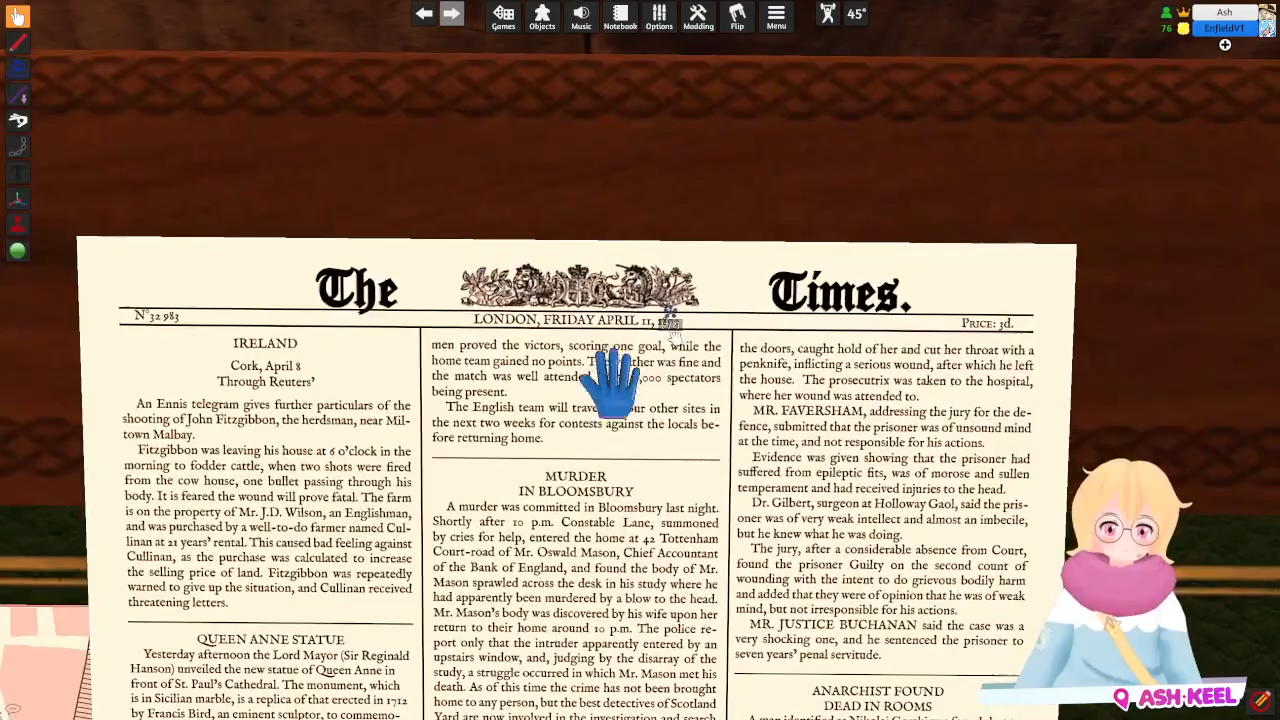 Games
Objects
Music
Notebook
Options
Modding
Flip
Menu
45°
Ash
76
EnfieldVT
The Times.
N°32 983
LONDON, FRIDAY APRIL 11,
PRICE: 3d.
IRELAND
Cork, April 8
Through Reuters'
An Ennis telegram gives further particulars of the
shooting of John Fitzgibbon, the herdsman, near Mil-
town Malbay.
Fitzgibbon was leaving his house at 6 o'clock in the
morning to fodder cattle, when two shots were fired
from the cow house, one bullet passing through his
body. It is feared the wound will prove fatal. The farm
is on the property of Mr. J.D. Wilson, an Englishman,
and was purchased by a well-to-do farmer named Cul-
linan at 21 years' rental. This caused bad feeling against
Cullinan, as the purchase was calculated to increase
the selling price of land. Fitzgibbon was repeatedly
warned to give up the situation, and Cullinan received
threatening letters.
QUEEN ANNE STATUE
Yesterday afternoon the Lord Mayor (Sir Reginald
Hanson) unveiled the new statue of Queen Anne in
front of St. Paul's Cathedral. The monument, which
is in Sicilian marble, is a replica of that erected in 1712
by Francis Bird, an eminent sculptor, to commemo-
men proved the victors, scoring one goal, while the
home team gained no points. was fine and
the match was well attended spectators
being present.
The English team will other sites in
the next two weeks for contests against the locals be-
fore returning home.
MURDER
IN BLOOMSBURY
A murder was committed in Bloomsbury last night.
Shortly after 10 p.m. Constable Lane, summoned
by cries for help, entered the home at 42 Tottenham
Court-road of Mr. Oswald Mason, Chief Accountant
of the Bank of England, and found the body of Mr.
Mason sprawled across the desk in his study where he
had apparently been murdered by a blow to the head.
Mr. Mason's body was discovered by his wife upon her
return to their home around 10 p.m. The police re-
port only that the intruder apparently entered by an
upstairs window, and, judging by the disarray of the
study, a struggle occurred in which Mr. Mason met his
death. As of this time the crime has not been brought
home to any person, but the best detectives of Scotland
Yard are now involved in the investigation and search
the doors, caught hold of her and cut her throat with a
penknife, inflicting a serious wound, after which he left
the house. The prosecutrix was taken to the hospital,
where her wound was attended to.
MR. FAVERSHAM, addressing the jury for the de-
fence, submitted that the prisoner was of unsound mind
at the time, and not responsible for his actions.
Evidence was given showing that the prisoner had
suffered from epileptic fits, was of morose and sullen
temperament and had received injuries to the head.
Dr. Gilbert, surgeon at Holloway Gaol, said the pris-
oner was of very weak intellect and almost an imbecile,
but he knew what he was doing.
The jury, after a considerable absence from Court,
found the prisoner Guilty on the second count of
wounding with the intent to do grievous bodily harm
and added that they were of opinion that he was of weak
mind, but not irresponsible for his actions.
MR. JUSTICE BUCHANAN said the case was a
very shocking one, and he sentenced the prisoner to
seven years' penal servitude.
ANARCHIST FOUND
DEAD IN ROOMS
ASH-KEEL